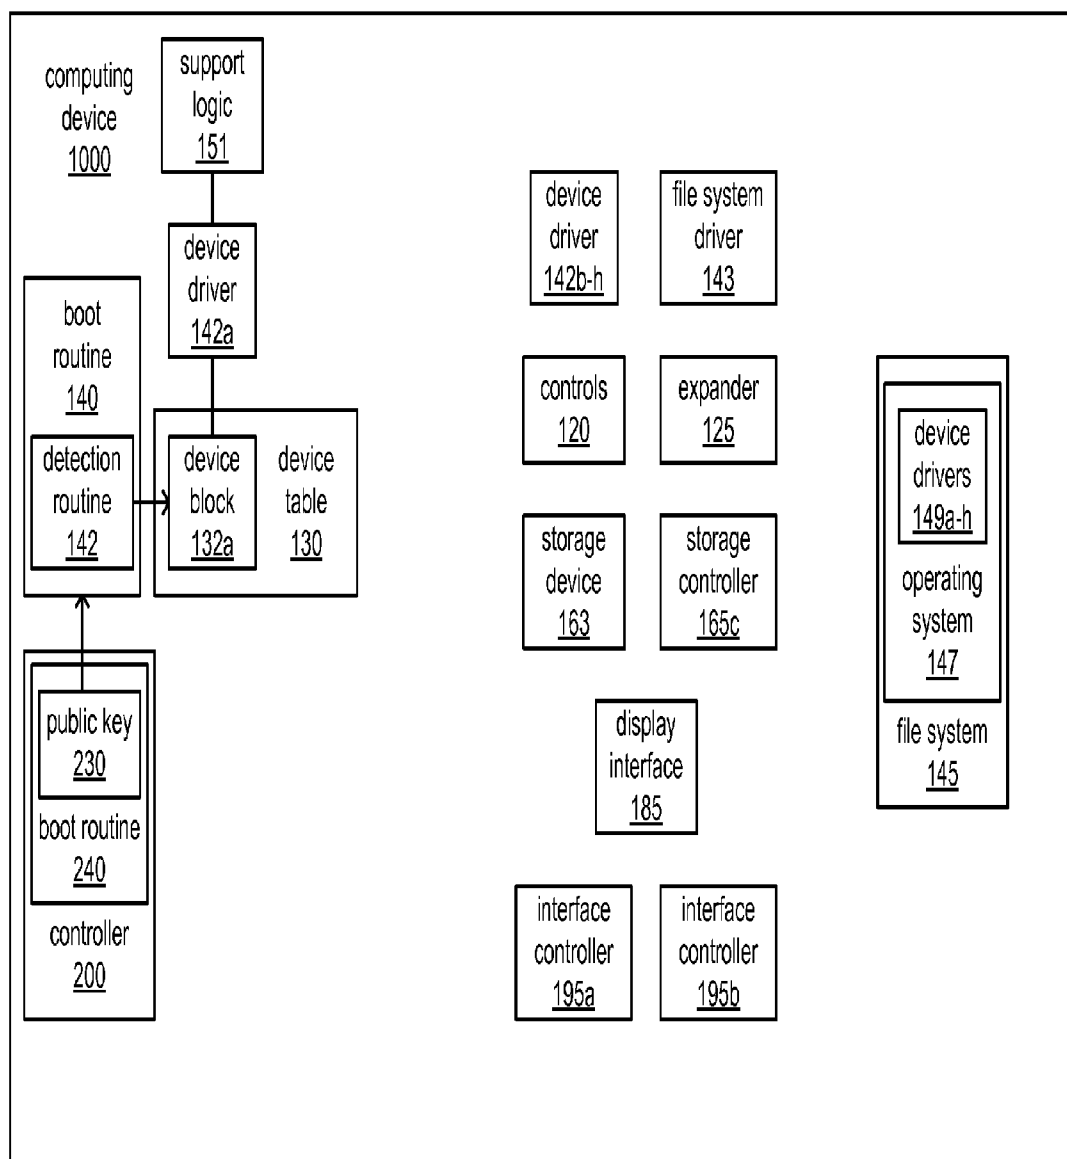 computing
device
1000
support
logic
151
device
driver
142a
boot
routine
140
detection
routine
142
device
block
132a
device
table
130
public key
230
boot routine
240
controller
200
device
driver
142b-h
file system
driver
143
controls
120
expander
125
storage
device
163
storage
controller
165c
display
interface
185
interface
controller
195a
interface
controller
195b
device
drivers
149a-h
operating
system
147
file system
145